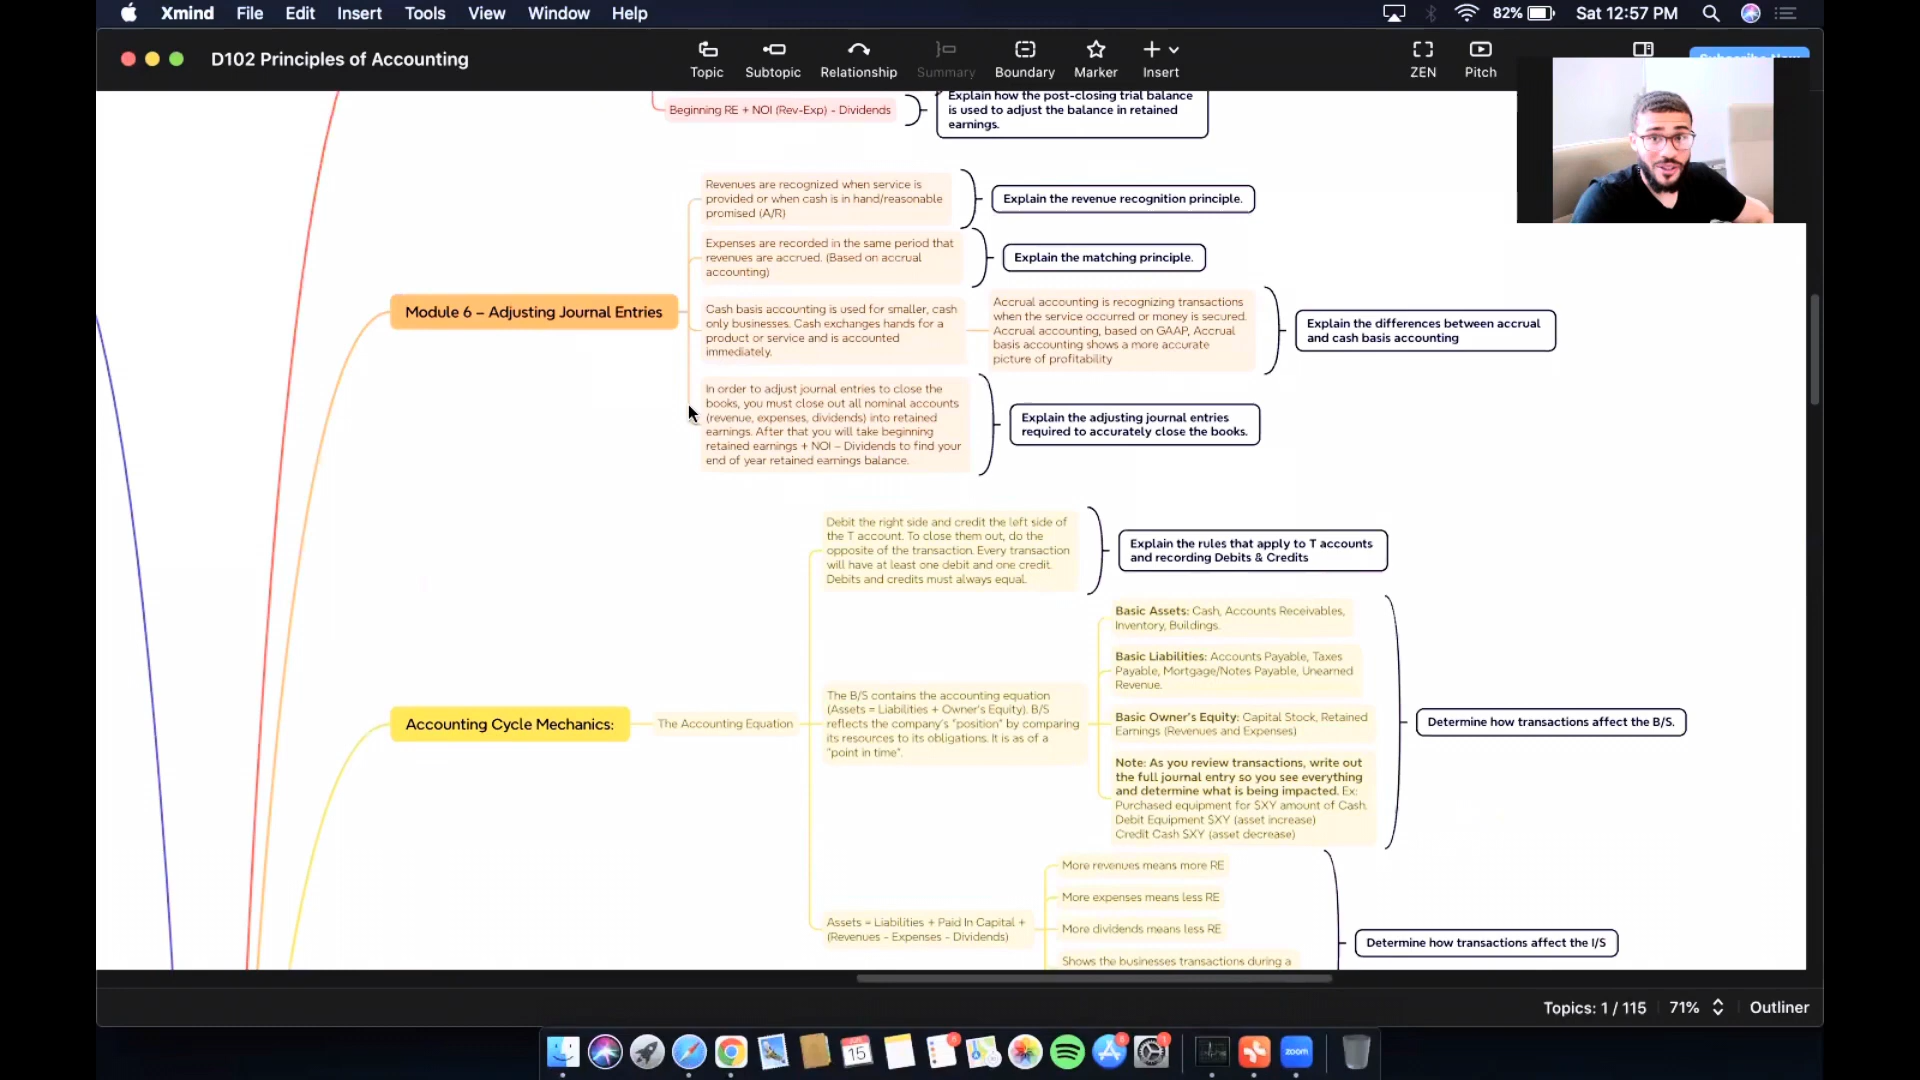 Xmind File Edit Insert Tools View Window Help
82% Sat 12:57 PM
D102 Principles of Accounting
Topic Subtopic Relationship Summary Boundary Marker Insert
ZEN Pitch
Beginning RE + NOI (Rev-Exp) - Dividends
Explain how the post-closing trial balance
is used to adjust the balance in retained
earnings.
Module 6 – Adjusting Journal Entries
Revenues are recognized when service is
provided or when cash is in hand/reasonable
promised (A/R)
Explain the revenue recognition principle.
Expenses are recorded in the same period that
revenues are accrued. (Based on accrual
accounting)
Explain the matching principle.
Cash basis accounting is used for smaller, cash
only businesses. Cash exchanges hands for a
product or service and is accounted
immediately.
Accrual accounting is recognizing transactions
when the service occurred or money is secured.
Accrual accounting, based on GAAP, Accrual
basis accounting shows a more accurate
picture of profitability
Explain the differences between accrual
and cash basis accounting
In order to adjust journal entries to close the
books, you must close out all nominal accounts
(revenue, expenses, dividends) into retained
earnings. After that you will take beginning
retained earnings + NOI – Dividends to find your
end of year retained earnings balance.
Explain the adjusting journal entries
required to accurately close the books.
Accounting Cycle Mechanics:
The Accounting Equation
Debit the right side and credit the left side of
the T account. To close them out, do the
opposite of the transaction. Every transaction
will have at least one debit and one credit.
Debits and credits must always equal.
Explain the rules that apply to T accounts
and recording Debits & Credits
The B/S contains the accounting equation
(Assets = Liabilities + Owner's Equity). B/S
reflects the company's "position" by comparing
its resources to its obligations. It is as of a
"point in time".
Basic Assets: Cash, Accounts Receivables,
Inventory, Buildings.
Basic Liabilities: Accounts Payable, Taxes
Payable, Mortgage/Notes Payable, Unearned
Revenue.
Basic Owner's Equity: Capital Stock, Retained
Earnings (Revenues and Expenses)
Note: As you review transactions, write out
the full journal entry so you see everything
and determine what is being impacted. Ex:
Purchased equipment for $XY amount of Cash.
Debit Equipment $XY (asset increase)
Credit Cash $XY (asset decrease)
Determine how transactions affect the B/S.
Assets = Liabilities + Paid In Capital +
(Revenues - Expenses - Dividends)
More revenues means more RE
More expenses means less RE
More dividends means less RE
Shows the businesses transactions during a
Determine how transactions affect the I/S
Topics: 1 / 115 71% Outliner
15
zoom